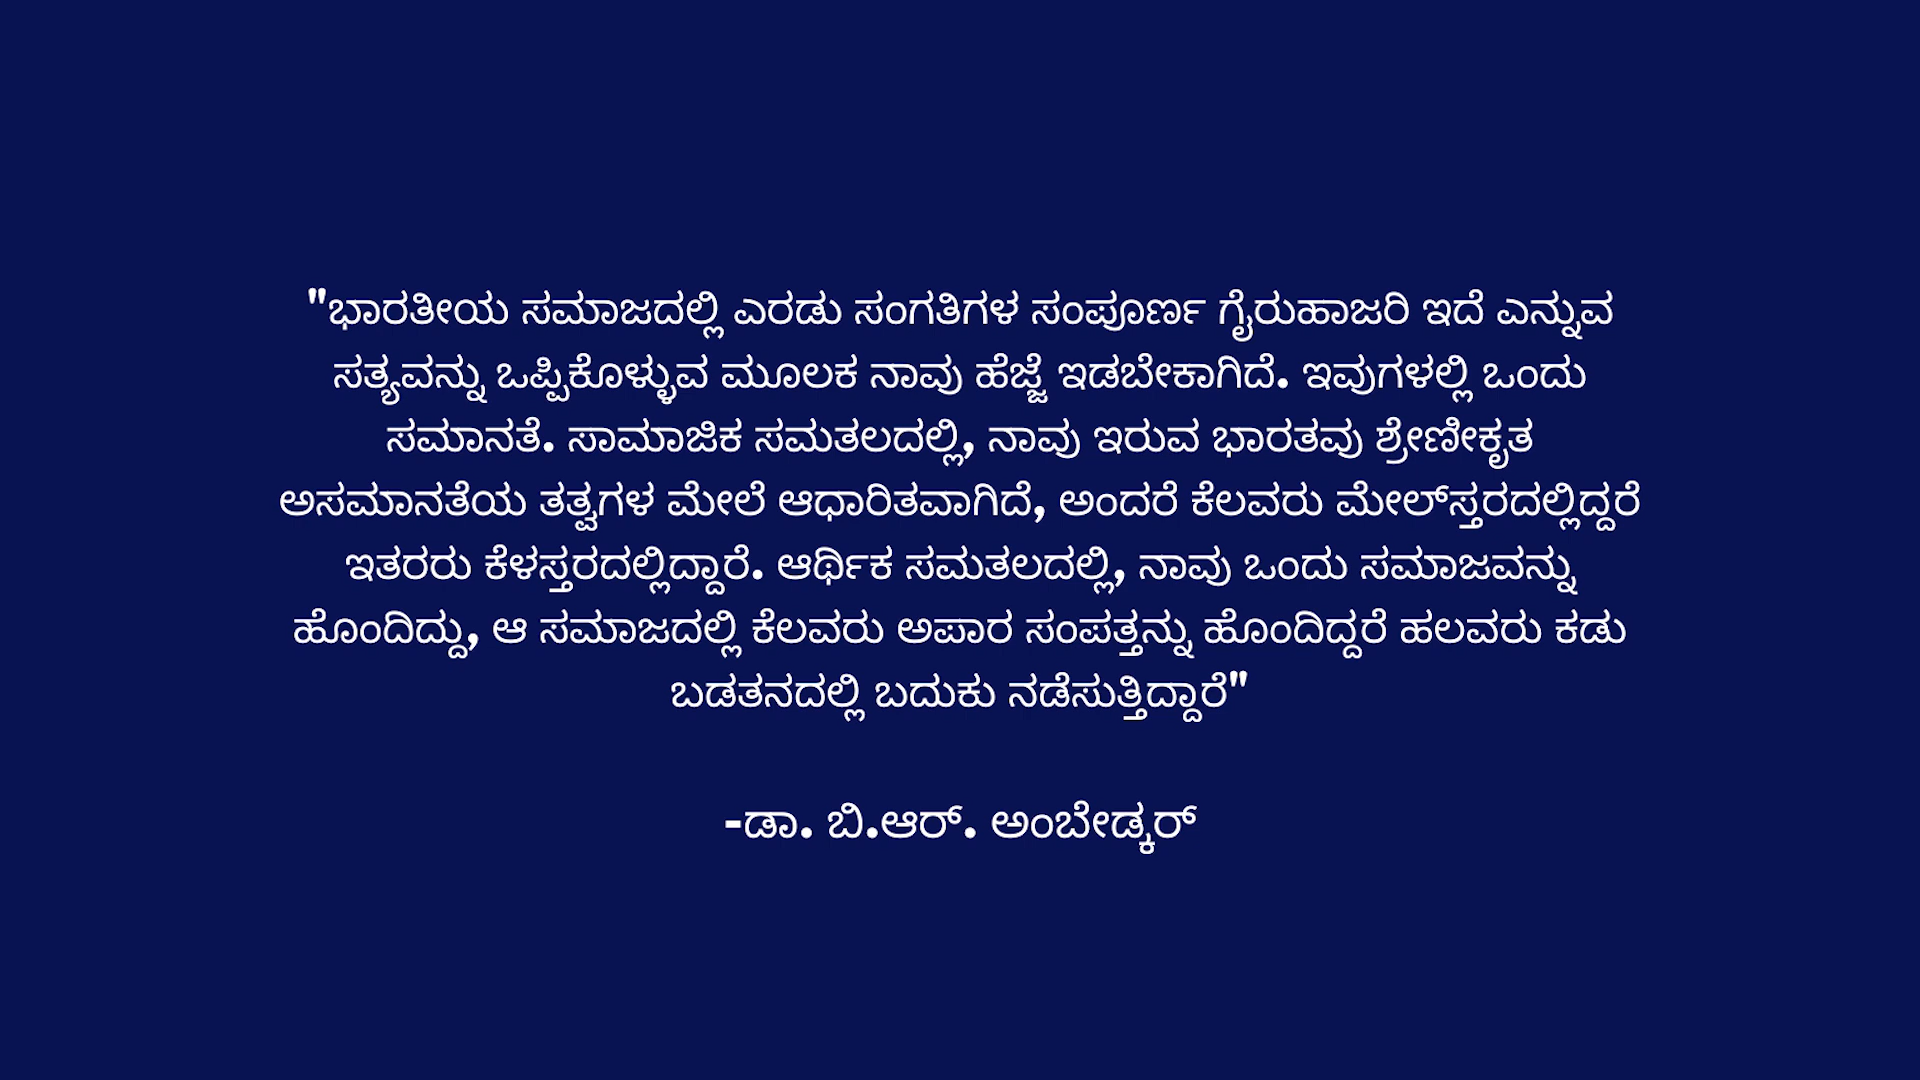 "ಭಾರತೀಯ ಸಮಾಜದಲ್ಲಿ ಎರಡು ಸಂಗತಿಗಳ ಸಂಪೂರ್ಣ ಗೈರುಹಾಜರಿ ಇದೆ ಎನ್ನುವ
ಸತ್ಯವನ್ನು ಒಪ್ಪಿಕೊಳ್ಳುವ ಮೂಲಕ ನಾವು ಹೆಜ್ಜೆ ಇಡಬೇಕಾಗಿದೆ. ಇವುಗಳಲ್ಲಿ ಒಂದು
ಸಮಾನತೆ. ಸಾಮಾಜಿಕ ಸಮತಲದಲ್ಲಿ, ನಾವು ಇರುವ ಭಾರತವು ಶ್ರೇಣೀಕೃತ
ಅಸಮಾನತೆಯ ತತ್ವಗಳ ಮೇಲೆ ಆಧಾರಿತವಾಗಿದೆ, ಅಂದರೆ ಕೆಲವರು ಮೇಲ್‌ಸ್ತರದಲ್ಲಿದ್ದರೆ
ಇತರರು ಕೆಳಸ್ತರದಲ್ಲಿದ್ದಾರೆ. ಆರ್ಥಿಕ ಸಮತಲದಲ್ಲಿ, ನಾವು ಒಂದು ಸಮಾಜವನ್ನು
ಹೊಂದಿದ್ದು, ಆ ಸಮಾಜದಲ್ಲಿ ಕೆಲವರು ಅಪಾರ ಸಂಪತ್ತನ್ನು ಹೊಂದಿದ್ದರೆ ಹಲವರು ಕಡು
ಬಡತನದಲ್ಲಿ ಬದುಕು ನಡೆಸುತ್ತಿದ್ದಾರೆ"
-ಡಾ. ಬಿ.ಆರ್. ಅಂಬೇಡ್ಕರ್